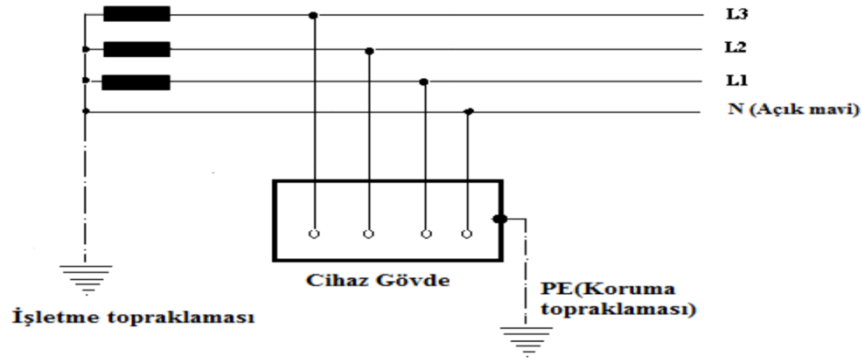 L3
L2
L1
N (Açık mavi)
Cihaz Gövde
PE(Koruma
topraklaması)
İşletme topraklaması